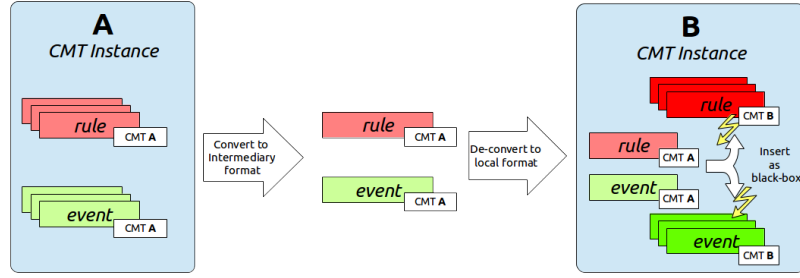 A
CMT Instance
rule
CMT A
event
CMT A
Convert to
Intermediary
format
rule
CMT A
event
CMT A
De-convert to
local format
B
CMT Instance
rule
CMT B
rule
CMT A
event
CMT A
Insert
as
black-box
event
CMT B